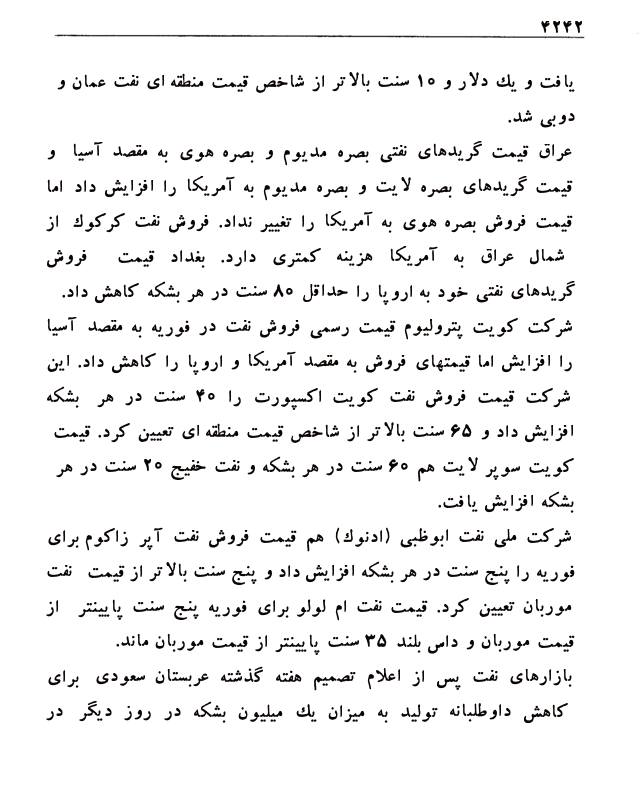 ۴۲۴۲
یافت و یك دلار و ۱۰ سنت بالاتر از شاخص قیمت منطقه ای نفت عمان و
دوبی شد.
عراق قیمت گریدهای نفتی بصره مدیوم و بصره هوی به مقصد آسیا و
قیمت گریدهای بصره لایت و بصره مدیوم به آمریکا را افزایش داد اما
قیمت فروش بصره هوی به آمریکا را تغییر نداد. فروش نفت کرکوك از
شمال عراق به آمریکا هزینه کمتری دارد. بغداد قیمت فروش
گریدهای نفتی خود به اروپا را حداقل ۸۰ سنت در هر بشکه کاهش داد.
شرکت کویت پترولیوم قیمت رسمی فروش نفت در فوریه به مقصد آسیا
را افزایش اما قیمتهای فروش به مقصد آمریکا و اروپا را کاهش داد. این
شرکت قیمت فروش نفت کویت اکسپورت را ۴۰ سنت در هر بشکه
افزایش داد و ۶۵ سنت بالاتر از شاخص قیمت منطقه ای تعیین کرد. قیمت
کویت سوپر لایت هم ۶۰ سنت در هر بشکه و نفت خفیج ۲۰ سنت در هر
بشکه افزایش یافت.
شرکت ملی نفت ابوظبی (ادنوك) هم قیمت فروش نفت آپر زاکوم برای
فوریه را پنج سنت در هر بشکه افزایش داد و پنج سنت بالاتر از قیمت نفت
موربان تعیین کرد. قیمت نفت ام لولو برای فوریه پنج سنت پایینتر از
قیمت موربان و داس بلند ۳۵ سنت پایینتر از قیمت موربان ماند.
بازارهای نفت پس از اعلام تصمیم هفته گذشته عربستان سعودی برای
کاهش داوطلبانه تولید به میزان یك میلیون بشکه در روز دیگر در